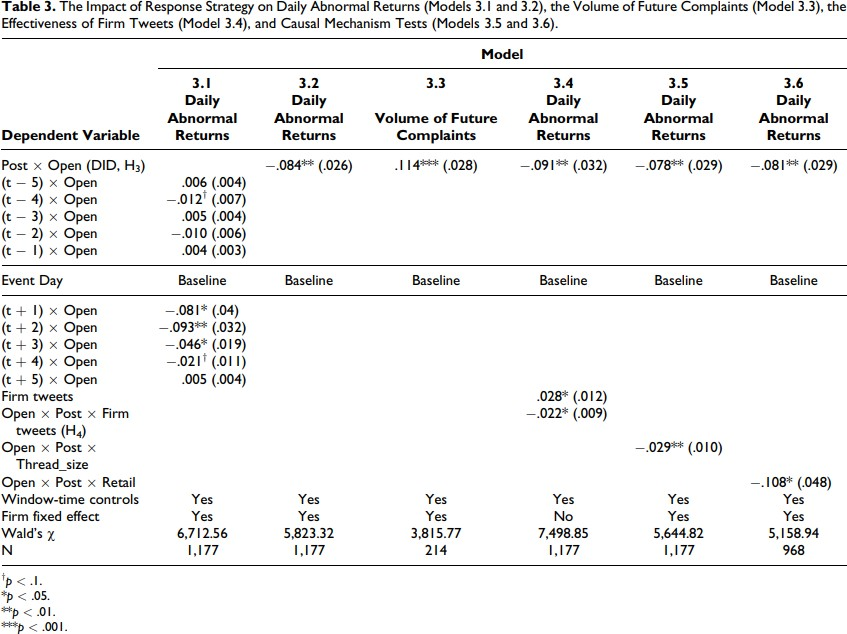 Table 3. The Impact of Response Strategy on Daily Abnormal Returns (Models 3.1 and 3.2), the Volume of Future Complaints (Model 3.3), the
Effectiveness of Firm Tweets (Model 3.4), and Causal Mechanism Tests (Models 3.5 and 3.6).
Model
3.1 3.2 3.3 3.4 3.5 3.6
Daily Daily Daily Daily Daily
Abnormal Abnormal Volume of Future Abnormal Abnormal Abnormal
Dependent Variable Returns Returns Complaints Returns Returns Returns
Post × Open (DID, H₃) −.084** (.026) .114*** (.028) −.091** (.032) −.078** (.029) −.081** (.029)
(t − 5) × Open .006 (.004)
(t − 4) × Open −.012† (.007)
(t − 3) × Open .005 (.004)
(t − 2) × Open −.010 (.006)
(t − 1) × Open .004 (.003)
Event Day Baseline Baseline Baseline Baseline Baseline Baseline
(t + 1) × Open −.081* (.04)
(t + 2) × Open −.093** (.032)
(t + 3) × Open −.046* (.019)
(t + 4) × Open −.021† (.011)
(t + 5) × Open .005 (.004)
Firm tweets .028* (.012)
Open × Post × Firm −.022* (.009)
tweets (H₄)
Open × Post × −.029** (.010)
Thread_size
Open × Post × Retail −.108* (.048)
Window-time controls Yes Yes Yes Yes Yes Yes
Firm fixed effect Yes Yes Yes No Yes Yes
Wald's χ 6,712.56 5,823.32 3,815.77 7,498.85 5,644.82 5,158.94
N 1,177 1,177 214 1,177 1,177 968
†p < .1.
*p < .05.
**p < .01.
***p < .001.